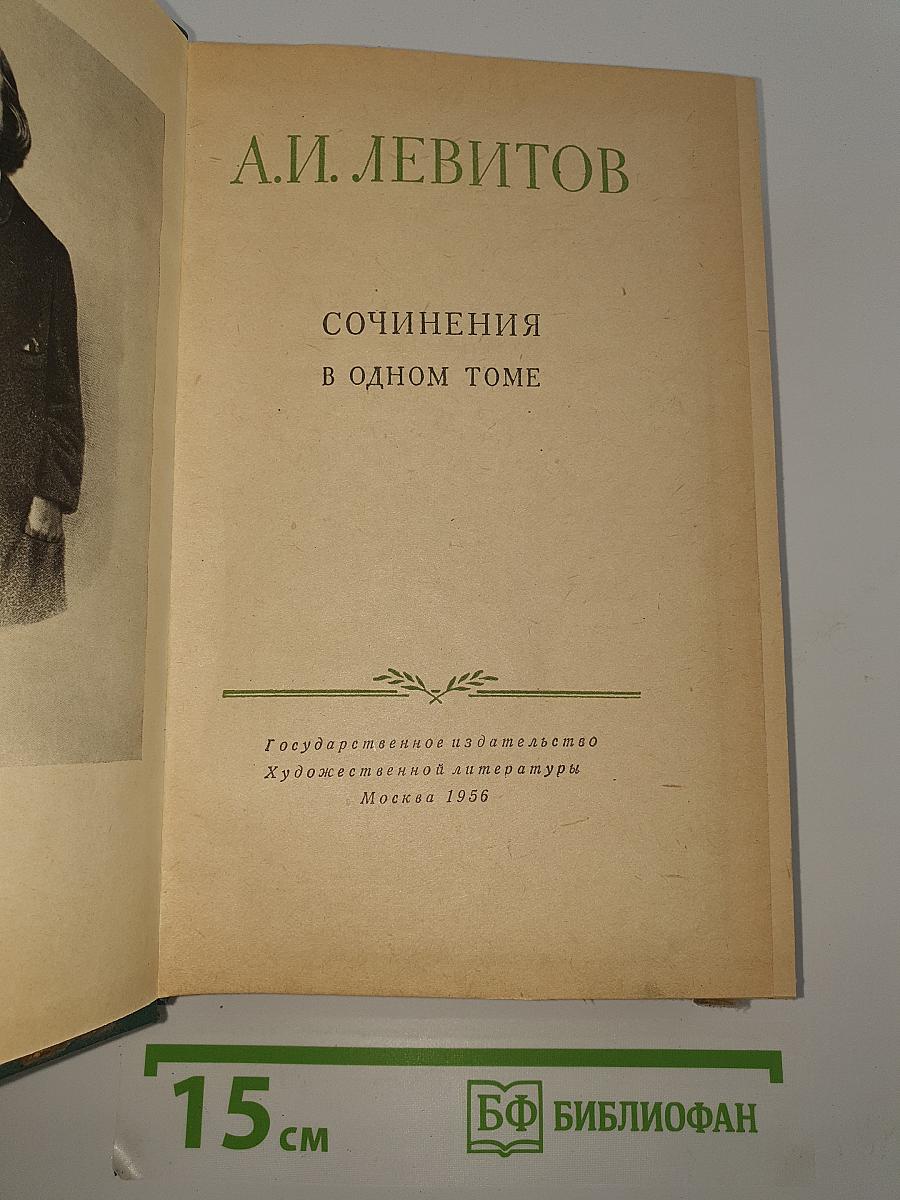 А.И. ЛЕВИТОВ
СОЧИНЕНИЯ
В ОДНОМ ТОМЕ
Государственное издательство
Художественной литературы
Москва 1956
15 см
БФ БИБЛИОФАН